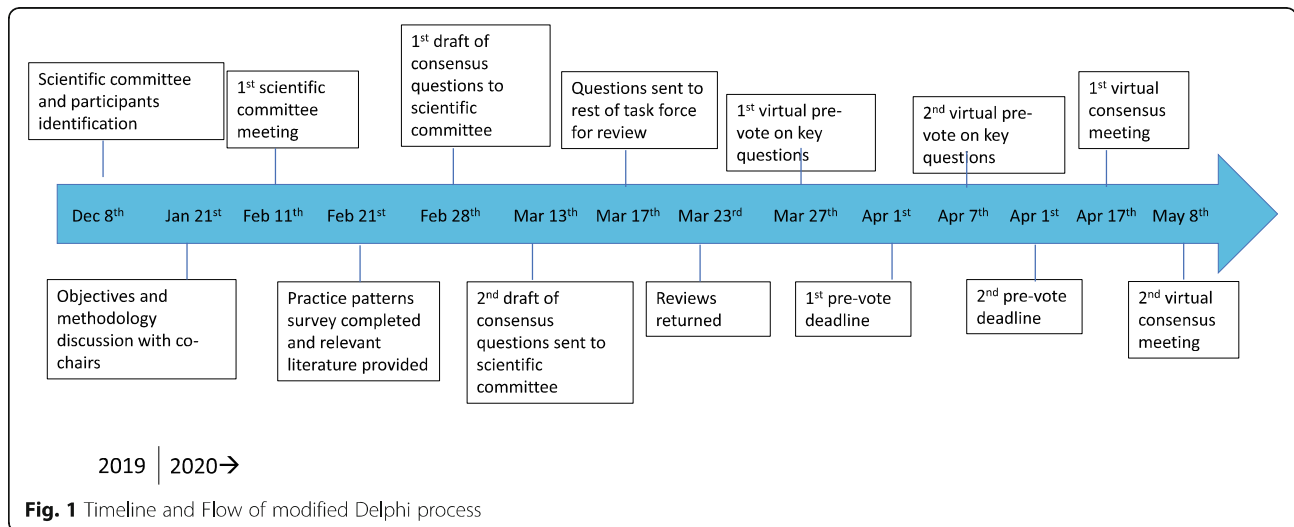 Scientific committee
and participants
identification
1st scientific
committee
meeting
1st draft of
consensus
questions to
scientific
committee
Questions sent to
rest of task force
for review
1st virtual pre-
vote on key
questions
2nd virtual pre-
vote on key
questions
1st virtual
consensus
meeting
Dec 8th Jan 21st Feb 11th Feb 21st Feb 28th Mar 13th Mar 17th Mar 23rd Mar 27th Apr 1st Apr 7th Apr 1st Apr 17th May 8th
Objectives and
methodology
discussion with co-
chairs
Practice patterns
survey completed
and relevant
literature provided
2nd draft of
consensus
questions sent to
scientific
committee
Reviews
returned
1st pre-vote
deadline
2nd pre-vote
deadline
2nd virtual
consensus
meeting
2019 | 2020→
Fig. 1 Timeline and Flow of modified Delphi process